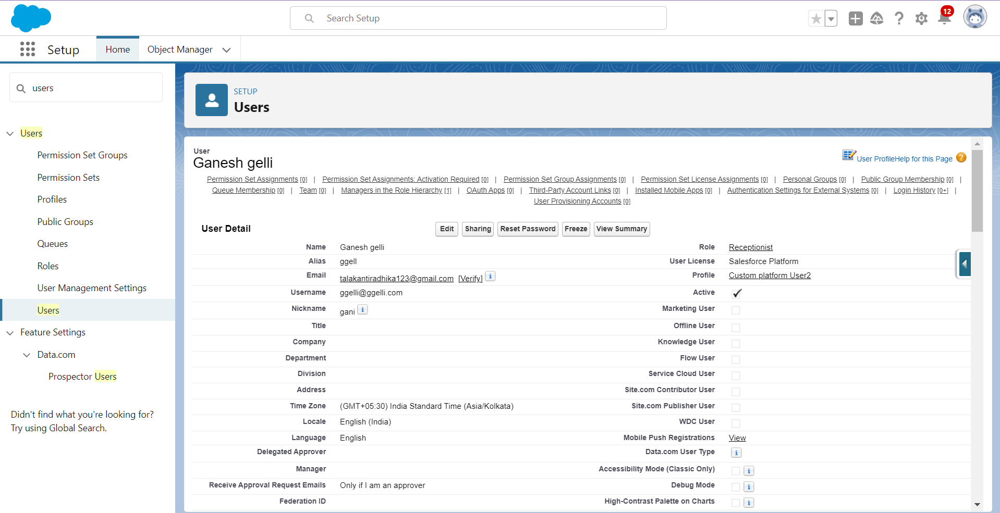 Search Setup
12
Setup
Home
Object Manager
users
Users
Permission Set Groups
Permission Sets
Profiles
Public Groups
Queues
Roles
User Management Settings
Users
Feature Settings
Data.com
Prospector Users
Didn't find what you're looking for?
Try using Global Search.
SETUP
Users
User
Ganesh gelli
User ProfileHelp for this Page ?
Permission Set Assignments [0] | Permission Set Assignments: Activation Required [0] | Permission Set Group Assignments [0] | Permission Set License Assignments [0] | Personal Groups [0] | Public Group Membership [0] |
Queue Membership [0] | Team [0] | Managers in the Role Hierarchy [1] | OAuth Apps [0] | Third-Party Account Links [0] | Installed Mobile Apps [0] | Authentication Settings for External Systems [0] | Login History [0+] |
User Provisioning Accounts [0]
User Detail
Edit Sharing Reset Password Freeze View Summary
Name Ganesh gelli Role Receptionist
Alias ggell User License Salesforce Platform
Email talakantiradhika123@gmail.com [Verify] i Profile Custom platform User2
Username ggelli@ggelli.com Active
Nickname gani i Marketing User
Title Offline User
Company Knowledge User
Department Flow User
Division Service Cloud User
Address Site.com Contributor User
Time Zone (GMT+05:30) India Standard Time (Asia/Kolkata) Site.com Publisher User
Locale English (India) WDC User
Language English Mobile Push Registrations View
Delegated Approver Data.com User Type i
Manager Accessibility Mode (Classic Only) i
Receive Approval Request Emails Only if I am an approver Debug Mode i
Federation ID High-Contrast Palette on Charts i